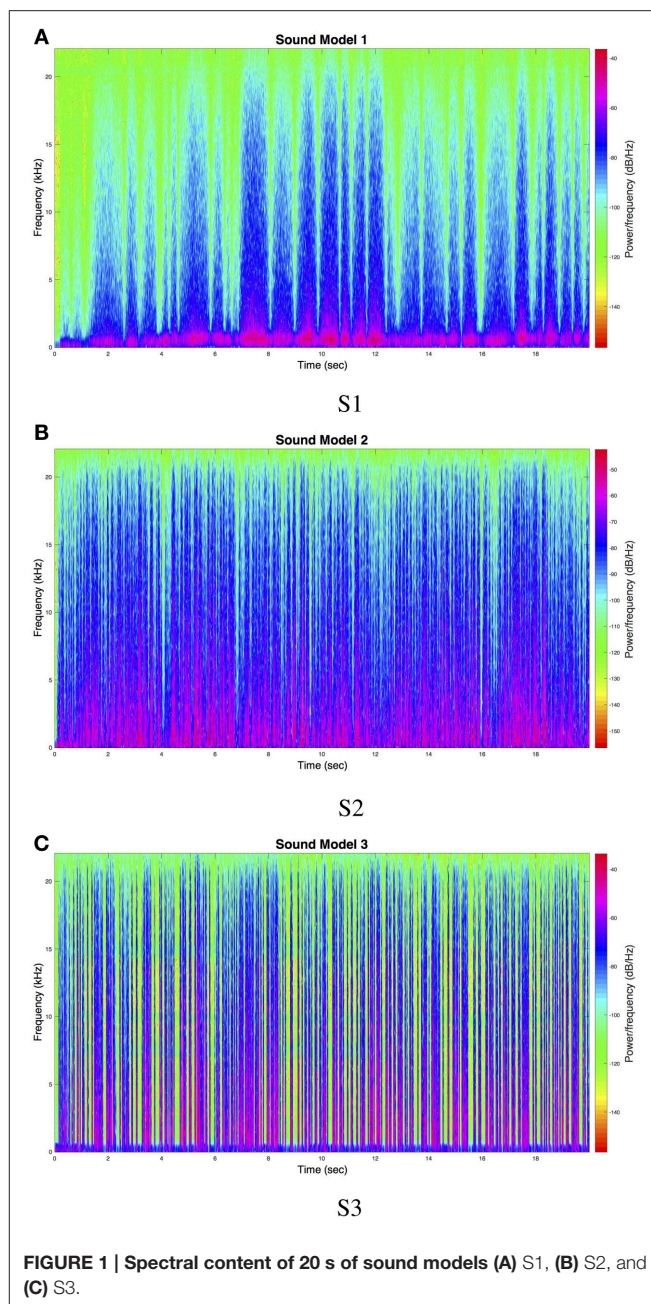 A
Sound Model 1
20
15
10
5
0
Frequency (kHz)
0 2 4 6 8 10 12 14 16 18
Time (sec)
-40
-60
-80
-100
-120
-140
Power/frequency (dB/Hz)
S1
B
Sound Model 2
20
15
10
5
0
Frequency (kHz)
0 2 4 6 8 10 12 14 16 18
Time (sec)
-60
-70
-80
-90
-100
-110
-120
-130
-140
-150
Power/frequency (dB/Hz)
S2
C
Sound Model 3
20
15
10
5
0
Frequency (kHz)
0 2 4 6 8 10 12 14 16 18
Time (sec)
-40
-60
-80
-100
-120
-140
Power/frequency (dB/Hz)
S3
FIGURE 1 | Spectral content of 20 s of sound models (A) S1, (B) S2, and
(C) S3.